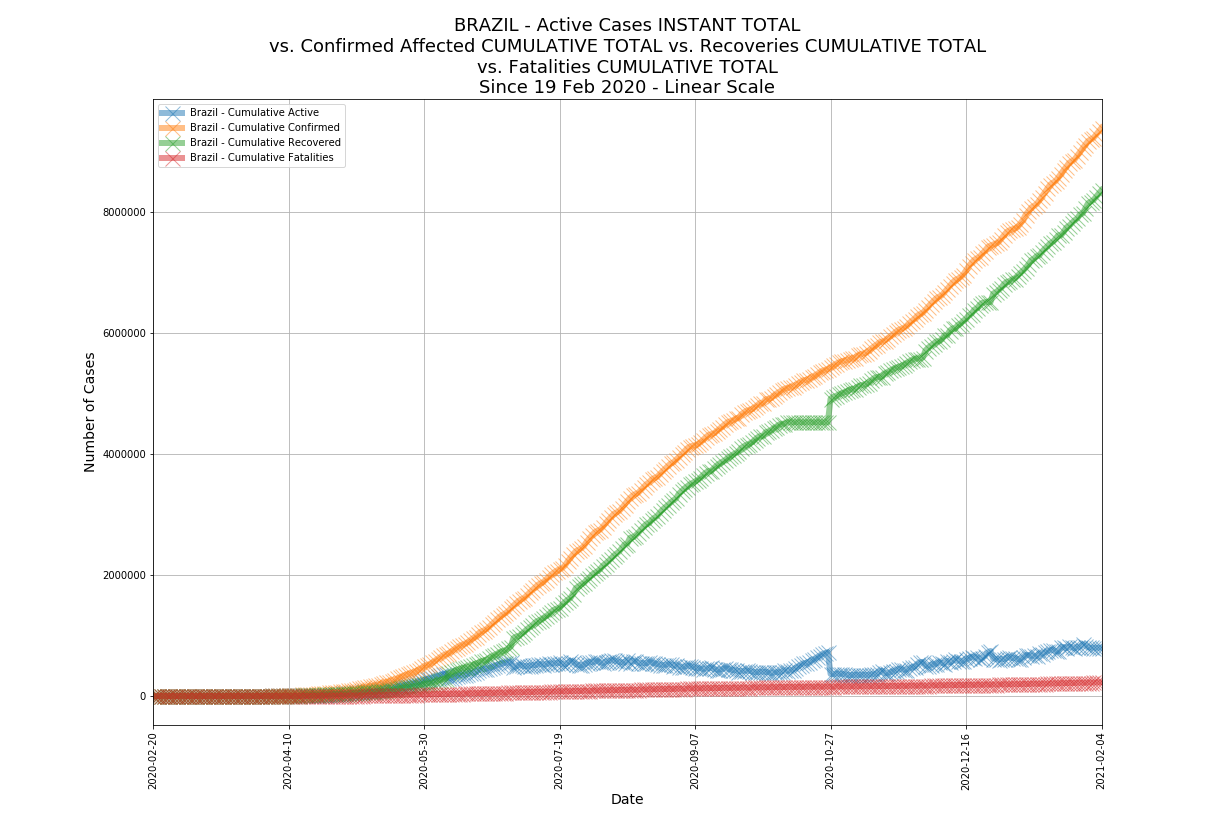 BRAZIL - Active Cases INSTANT TOTAL
vs. Confirmed Affected CUMULATIVE TOTAL vs. Recoveries CUMULATIVE TOTAL
vs. Fatalities CUMULATIVE TOTAL
Since 19 Feb 2020 - Linear Scale
Brazil - Cumulative Active
Brazil - Cumulative Confirmed
Brazil - Cumulative Recovered
Brazil - Cumulative Fatalities
Number of Cases
8000000
6000000
4000000
2000000
0
2020-02-20
2020-04-10
2020-05-30
2020-07-19
2020-09-07
2020-10-27
2020-12-16
2021-02-04
Date